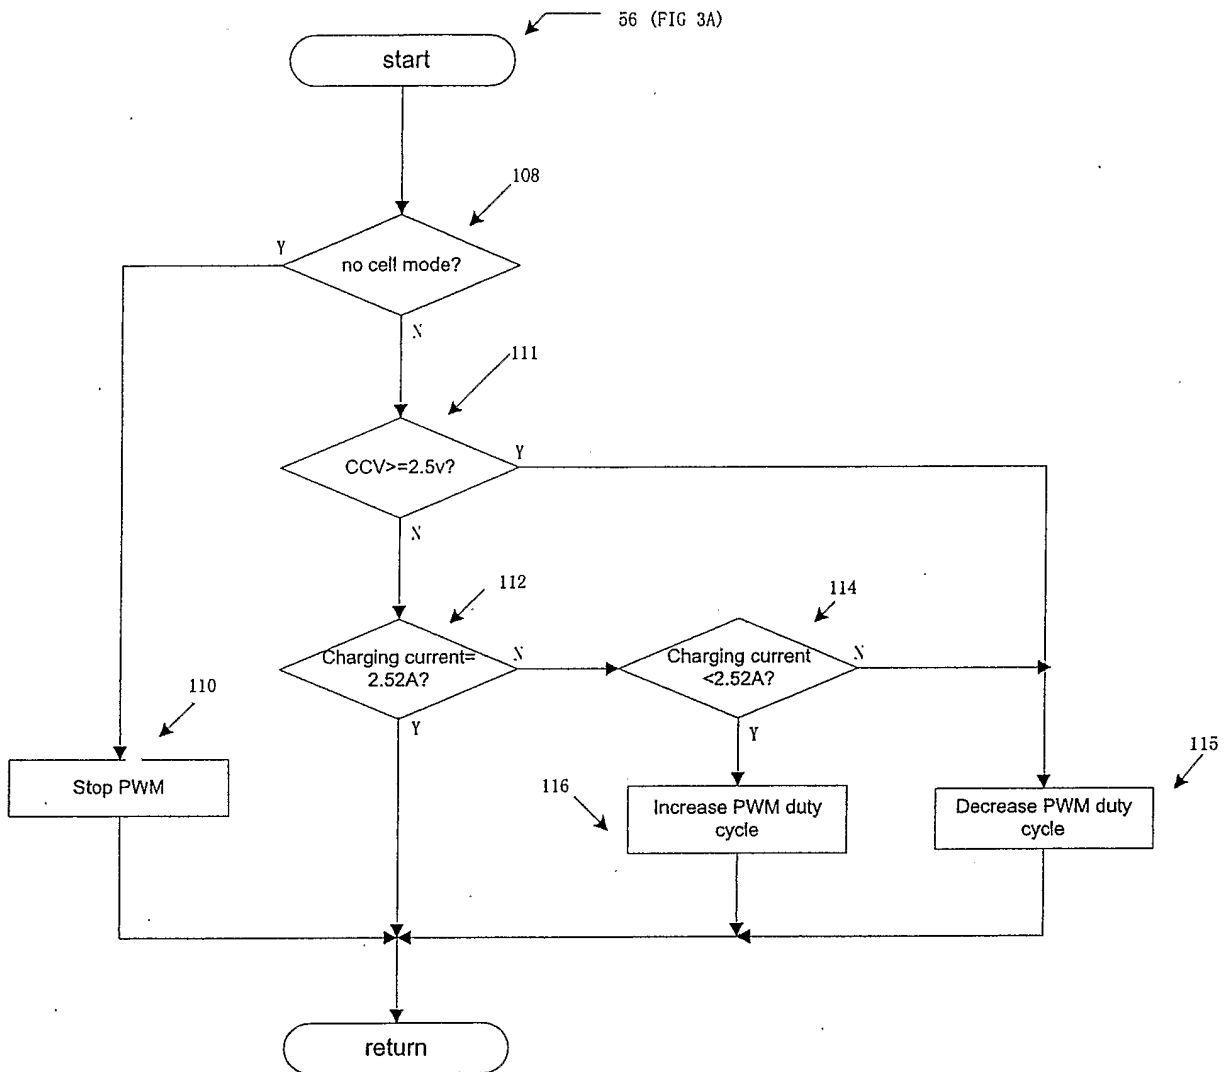 56 (FIG 3A)
start
108
Y
no cell mode?
N
111
CCV>=2.5v?
Y
N
112
114
Charging current=
2.52A?
N
Charging current
<2.52A?
N
110
Y
Y
115
Stop PWM
116
Increase PWM duty
cycle
Decrease PWM duty
cycle
return